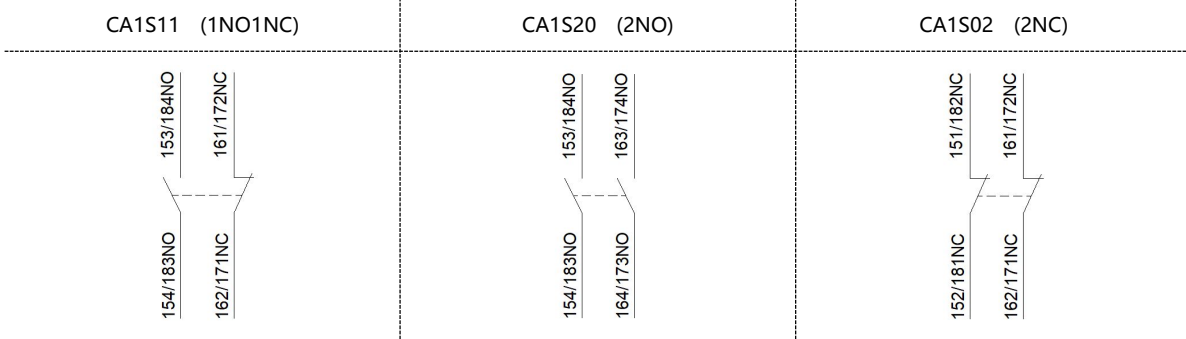 CA1S11 (1NO1NC)
CA1S20 (2NO)
CA1S02 (2NC)
153/184NO
161/172NC
153/184NO
163/174NO
151/182NC
161/172NC
154/183NO
162/171NC
154/183NO
164/173NO
152/181NC
162/171NC